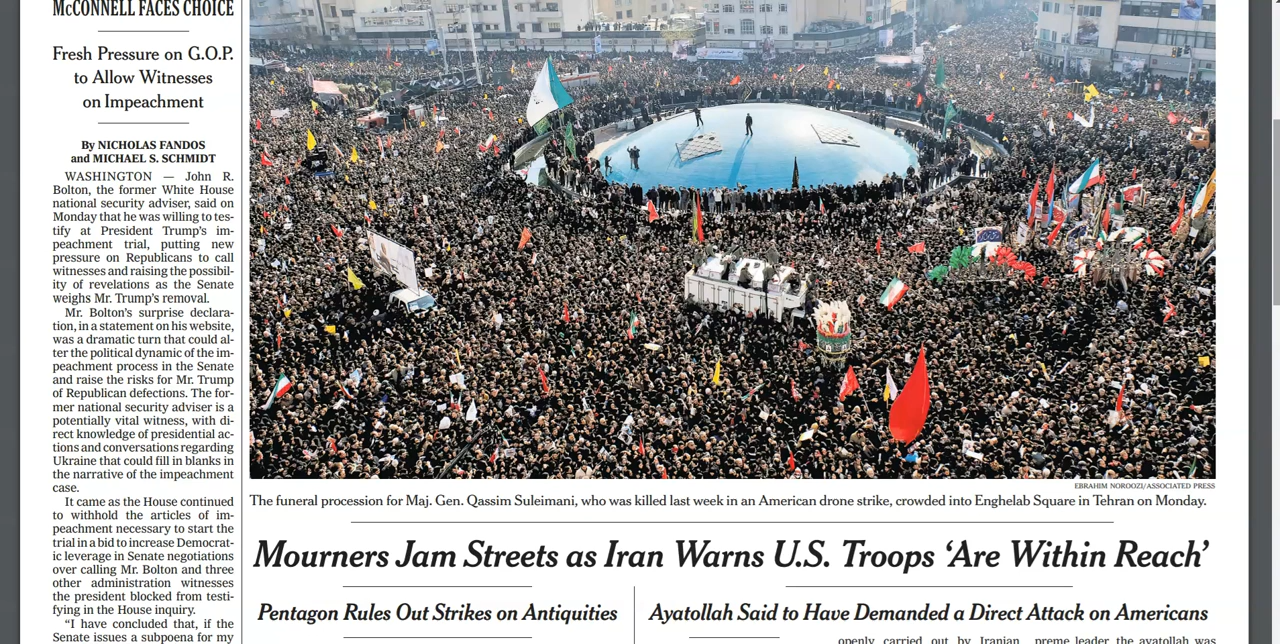 McCONNELL FACES CHOICE
Fresh Pressure on G.O.P.
to Allow Witnesses
on Impeachment
By NICHOLAS FANDOS
and MICHAEL S. SCHMIDT
WASHINGTON — John R.
Bolton, the former White House
national security adviser, said on
Monday that he was willing to tes-
tify at President Trump's im-
peachment trial, putting new
pressure on Republicans to call
witnesses and raising the possibil-
ity of revelations as the Senate
weighs Mr. Trump's removal.
Mr. Bolton's surprise declara-
tion, in a statement on his website,
was a dramatic turn that could al-
ter the political dynamic of the im-
peachment process in the Senate
and raise the risks for Mr. Trump
of Republican defections. The for-
mer national security adviser is a
potentially vital witness, with di-
rect knowledge of presidential ac-
tions and conversations regarding
Ukraine that could fill in blanks in
the narrative of the impeachment
case.
It came as the House continued
to withhold the articles of im-
peachment necessary to start the
trial in a bid to increase Democrat-
ic leverage in Senate negotiations
over calling Mr. Bolton and three
other administration witnesses
the president blocked from testi-
fying in the House inquiry.
"I have concluded that, if the
Senate issues a subpoena for my
EBRAHIM NOROOZI/ASSOCIATED PRESS
The funeral procession for Maj. Gen. Qassim Suleimani, who was killed last week in an American drone strike, crowded into Enghelab Square in Tehran on Monday.
Mourners Jam Streets as Iran Warns U.S. Troops 'Are Within Reach'
Pentagon Rules Out Strikes on Antiquities
Ayatollah Said to Have Demanded a Direct Attack on Americans
openly carried out by Iranian
preme leader, the ayatollah was